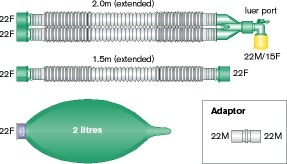 2.0m (extended)
luer port
22F
22F
22M/15F
1.5m (extended)
22F
22F
Adaptor
22F
2 litres
22M
22M